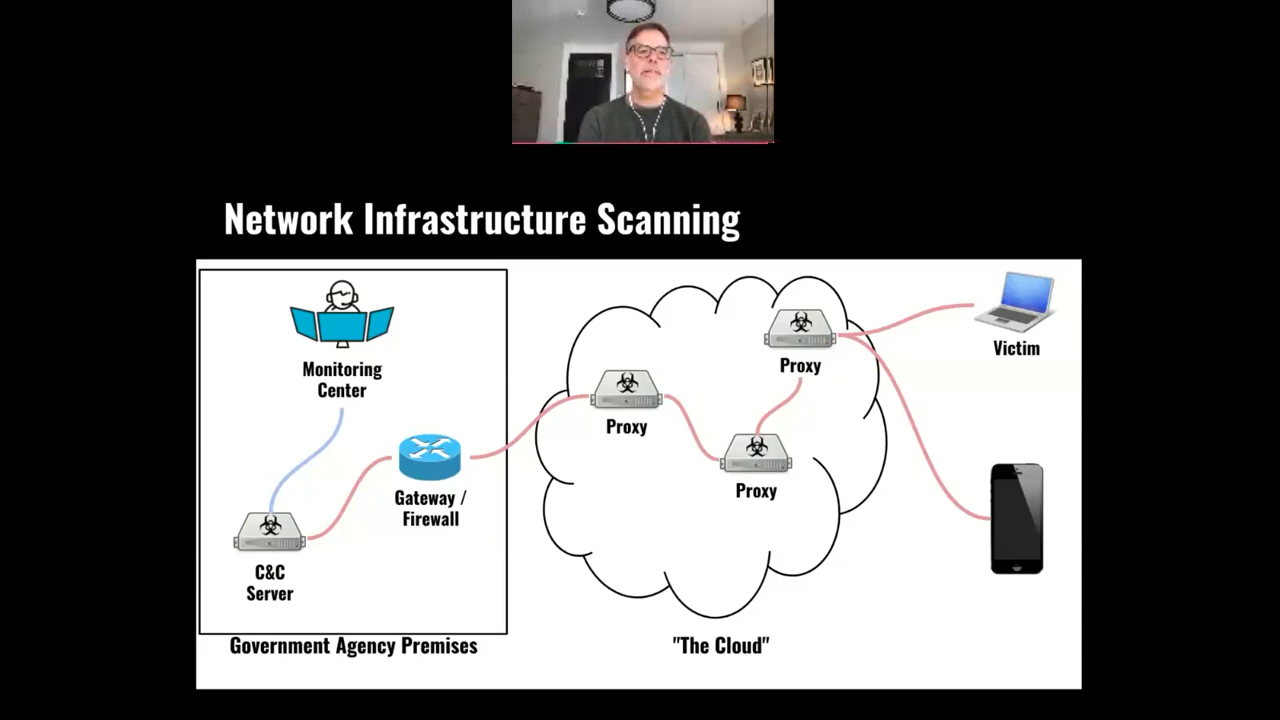 Network Infrastructure Scanning
Monitoring
Center
Gateway /
Firewall
C&C
Server
Government Agency Premises
Proxy
Proxy
Proxy
"The Cloud"
Victim